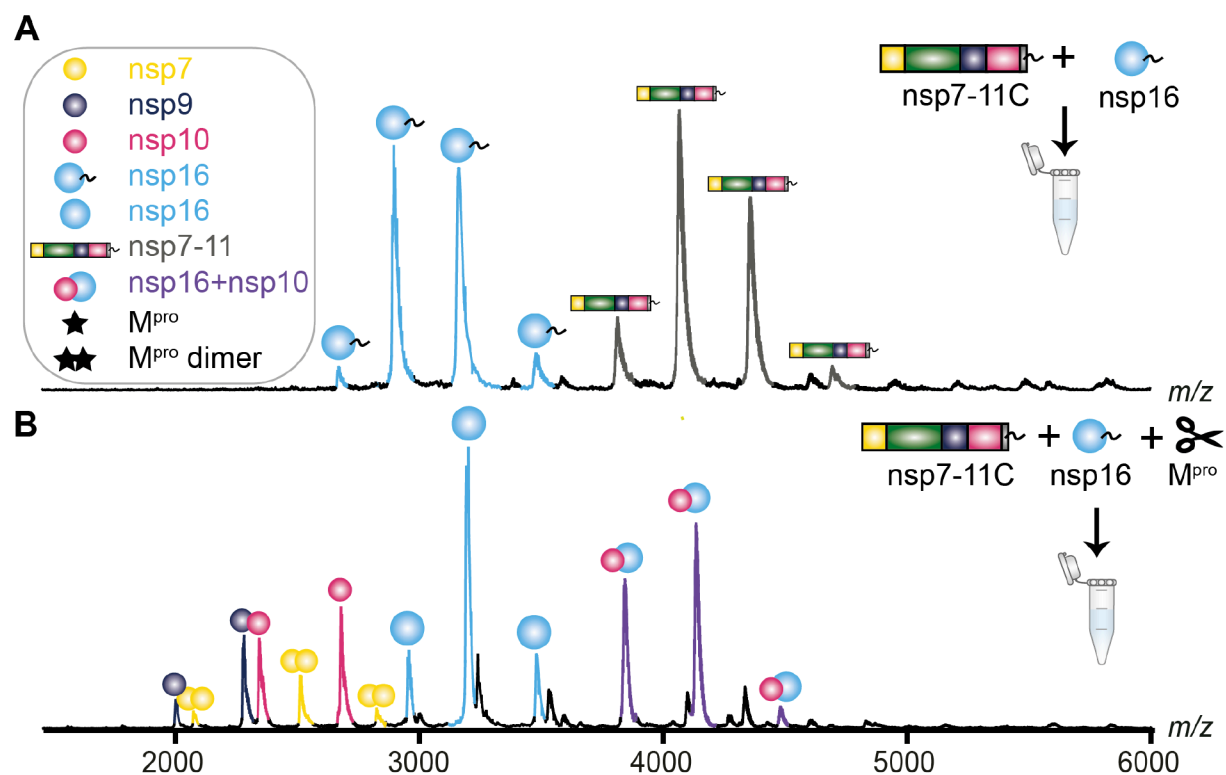 A
nsp7
nsp9
nsp10
nsp16
nsp16
nsp7-11
nsp16+nsp10
Mpro
Mpro dimer
+
nsp7-11C nsp16
m/z
B
+ +
nsp7-11C nsp16 Mpro
m/z
2000 3000 4000 5000 6000